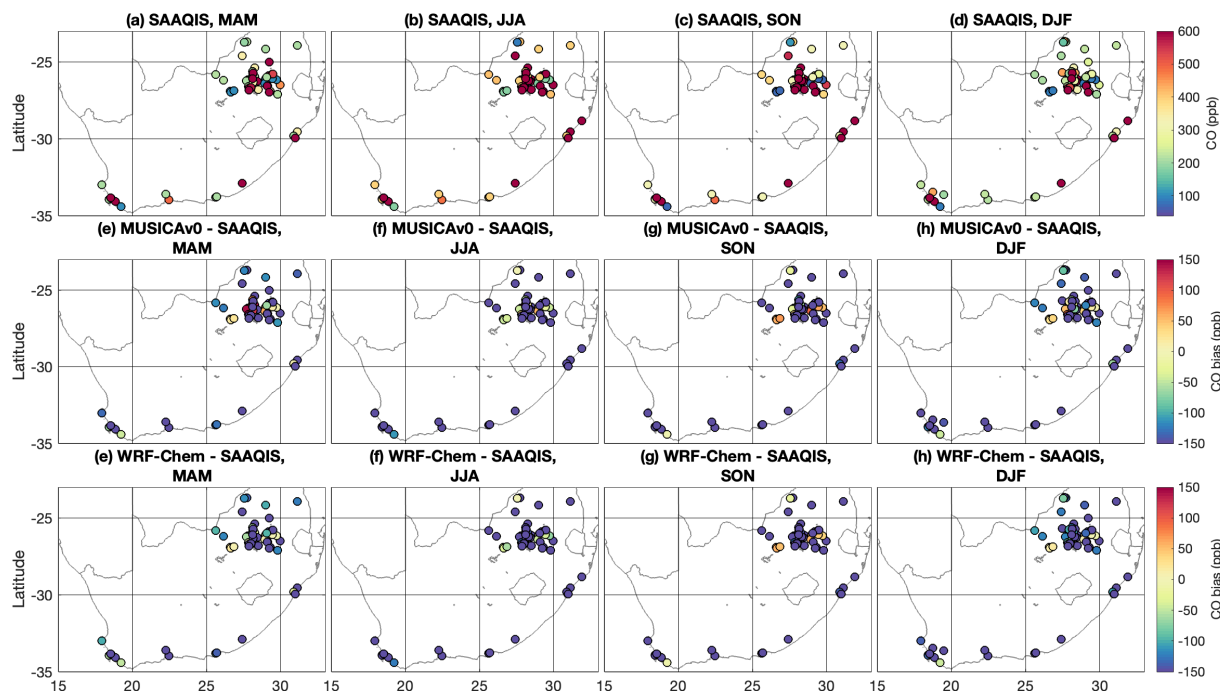 (a) SAAQIS, MAM
(b) SAAQIS, JJA
(c) SAAQIS, SON
(d) SAAQIS, DJF
-25
-30
-35
Latitude
600
500
400
300
200
100
CO (ppb)
(e) MUSICAv0 - SAAQIS,
MAM
(f) MUSICAv0 - SAAQIS,
JJA
(g) MUSICAv0 - SAAQIS,
SON
(h) MUSICAv0 - SAAQIS,
DJF
-25
-30
-35
Latitude
150
100
50
0
-50
-100
-150
CO bias (ppb)
(e) WRF-Chem - SAAQIS,
MAM
(f) WRF-Chem - SAAQIS,
JJA
(g) WRF-Chem - SAAQIS,
SON
(h) WRF-Chem - SAAQIS,
DJF
-25
-30
-35
Latitude
150
100
50
0
-50
-100
-150
CO bias (ppb)
15 20 25 30 15 20 25 30 15 20 25 30 15 20 25 30